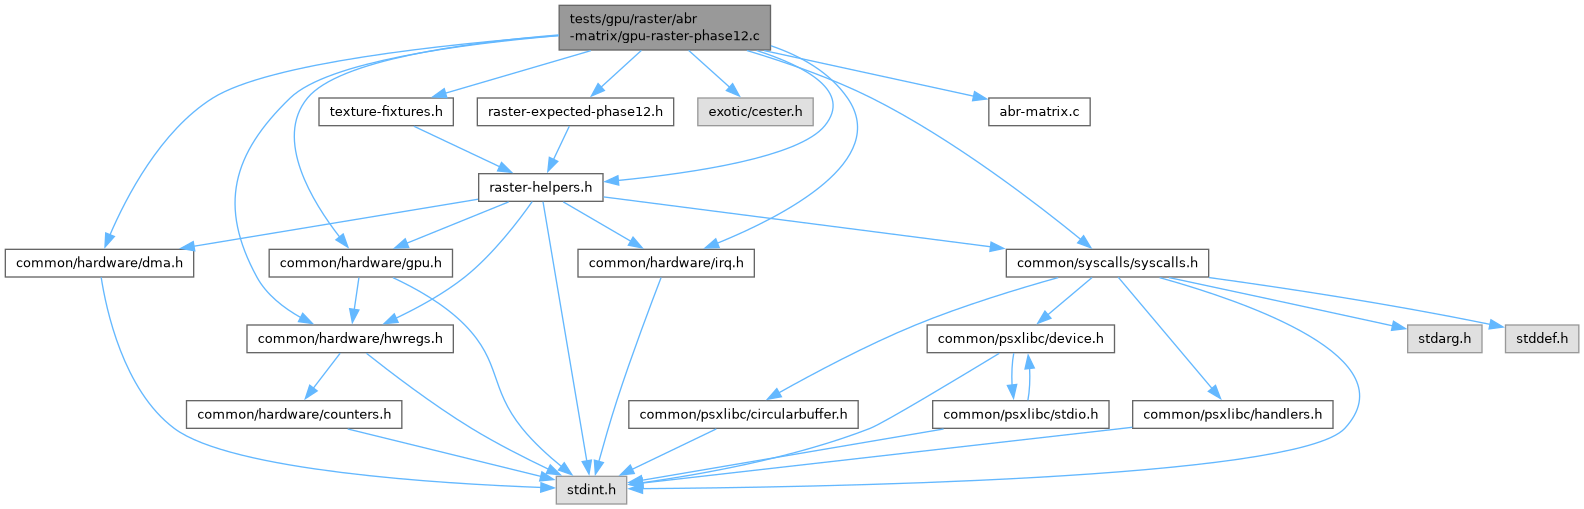 tests/gpu/raster/abr
-matrix/gpu-raster-phase12.c
texture-fixtures.h
raster-expected-phase12.h
exotic/cester.h
abr-matrix.c
raster-helpers.h
common/hardware/dma.h
common/hardware/gpu.h
common/hardware/irq.h
common/syscalls/syscalls.h
common/hardware/hwregs.h
common/psxlibc/device.h
stdarg.h
stddef.h
common/hardware/counters.h
common/psxlibc/circularbuffer.h
common/psxlibc/stdio.h
common/psxlibc/handlers.h
stdint.h